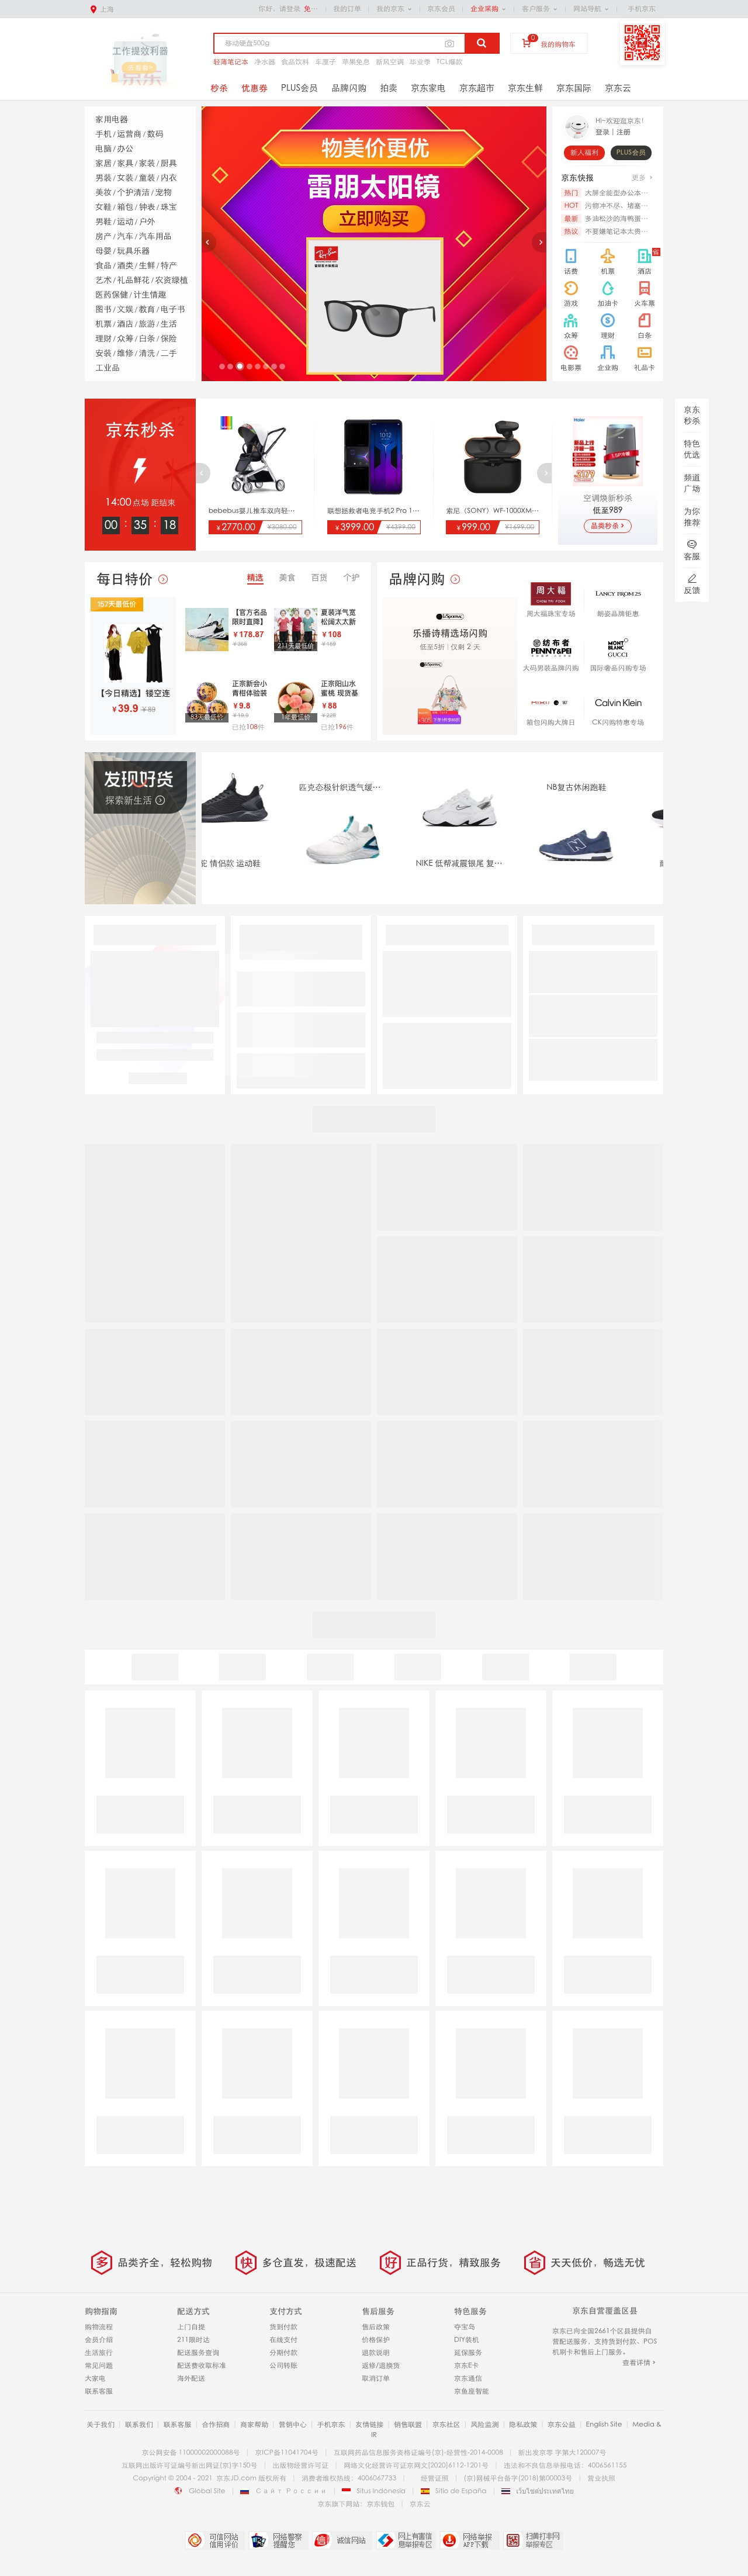 上海
你好，请登录 免…
我的订单
我的京东
京东会员
企业采购
客户服务
网站导航
手机京东
工作提效利器
移动硬盘500g
0
我的购物车
轻薄笔记本 净水器 食品饮料 车厘子 苹果免息 新风空调 毕业季 TCL爆款
秒杀 优惠券 PLUS会员 品牌闪购 拍卖 京东家电 京东超市 京东生鲜 京东国际 京东云
家用电器
手机 / 运营商 / 数码
电脑 / 办公
家居 / 家具 / 家装 / 厨具
男装 / 女装 / 童装 / 内衣
美妆 / 个护清洁 / 宠物
女鞋 / 箱包 / 钟表 / 珠宝
男鞋 / 运动 / 户外
房产 / 汽车 / 汽车用品
母婴 / 玩具乐器
食品 / 酒类 / 生鲜 / 特产
艺术 / 礼品鲜花 / 农资绿植
医药保健 / 计生情趣
图书 / 文娱 / 教育 / 电子书
机票 / 酒店 / 旅游 / 生活
理财 / 众筹 / 白条 / 保险
安装 / 维修 / 清洗 / 二手
工业品
物美价更优
雷朋太阳镜
立即购买
Ray-Ban
Hi~欢迎逛京东!
登录 | 注册
新人福利
PLUS会员
京东快报
更多
热门 大屏全能型办公本…
HOT 污物冲不尽、堵塞…
最新 多油松沙的海鸭蛋…
热议 不要嫌笔记本大贵…
话费 机票 酒店
游戏 加油卡 火车票
众筹 理财 白条
电影票 企业购 礼品卡
京东秒杀
14:00 点场 距结束
00 : 35 : 18
bebebus婴儿推车双向轻…
¥2770.00 ¥3080.00
联想拯救者电竞手机2 Pro 1…
¥3999.00 ¥4399.00
索尼（SONY）WF-1000XM…
¥999.00 ¥1699.00
Haier
空调焕新秒杀
低至989
品类秒杀
京东
秒杀
特色
优选
频道
广场
为你
推荐
客服
反馈
每日特价
精选 美食 百货 个护
157天最低价
【今日精选】镂空连
¥39.9 ¥89
【官方名品
限时直降】
¥178.87
夏装洋气宽
松阔太太新
¥108
211天最低价
正宗新会小
青柑体验装
¥9.8
83天最低价
已抢108件
正宗阳山水
蜜桃 现货基
¥88
1年最低价
已抢196件
品牌闪购
乐播诗精选场闪购
低至5折 | 仅剩 2 天
周大福
周大福珠宝专场
LANCY FROM 25
朗姿品牌钜惠
纺布者
PENNY&PEI
大码男装品牌闪购
MONT BLANC
GUCCI
国际奢品闪购专场
箱包闪购大牌日
Calvin Klein
CK闪购特惠专场
发现好货
探索新生活
驼 情侣款 运动鞋
匹克态极针织透气缓…
NIKE 低帮减震银尾 复…
NB复古休闲跑鞋
多 品类齐全，轻松购物
快 多仓直发，极速配送
好 正品行货，精致服务
省 天天低价，畅选无忧
购物指南
购物流程
会员介绍
生活旅行
常见问题
大家电
联系客服
配送方式
上门自提
211限时达
配送服务查询
配送费收取标准
海外配送
支付方式
货到付款
在线支付
分期付款
公司转账
售后服务
售后政策
价格保护
退款说明
返修/退换货
取消订单
特色服务
夺宝岛
DIY装机
延保服务
京东E卡
京东通信
京鱼座智能
京东自营覆盖区县
京东已向全国2661个区县提供自
营配送服务，支持货到付款、POS
机刷卡和售后上门服务。
查看详情
关于我们 | 联系我们 | 联系客服 | 合作招商 | 商家帮助 | 营销中心 | 手机京东 | 友情链接 | 销售联盟 | 京东社区 | 风险监测 | 隐私政策 | 京东公益 | English Site | Media &
IR
京公网安备 11000002000088号 | 京ICP备11041704号 | 互联网药品信息服务资格证编号(京)-经营性-2014-0008 | 新出发京零 字第大120007号
互联网出版许可证编号新出网证(京)字150号 | 出版物经营许可证 | 网络文化经营许可证京网文[2020]6112-1201号 | 违法和不良信息举报电话：4006561155
Copyright © 2004 - 2021 京东JD.com 版权所有 | 消费者维权热线：4006067733 | 经营证照 | (京)网械平台备字(2018)第00003号 | 营业执照
Global Site | Сайт России | Situs Indonesia | Sitio de España | เว็บไซต์ประเทศไทย
京东旗下网站：京东钱包 | 京东云
可信网站
信用评价
网络警察
提醒您
诚信网站
网上有害信
息举报专区
网络举报
APP下载
扫黄打非网
举报专区